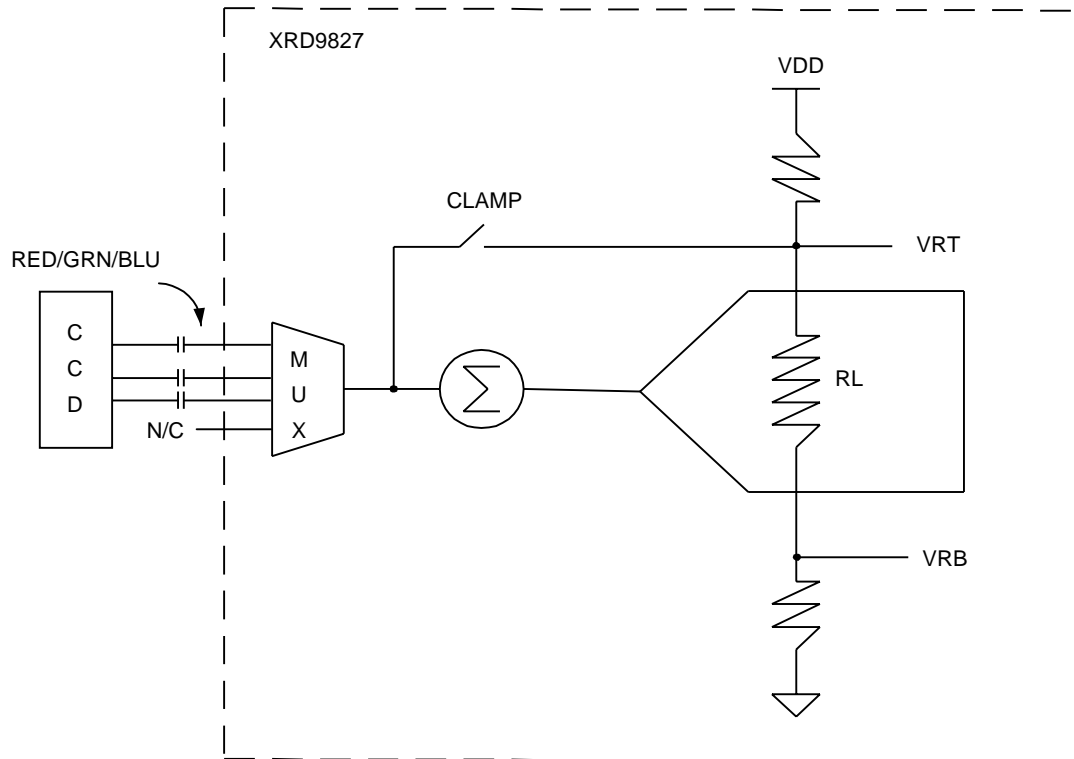 XRD9827
VDD
CLAMP
VRT
RED/GRN/BLU
C
C
D
M
U
X
N/C
Σ
RL
VRB